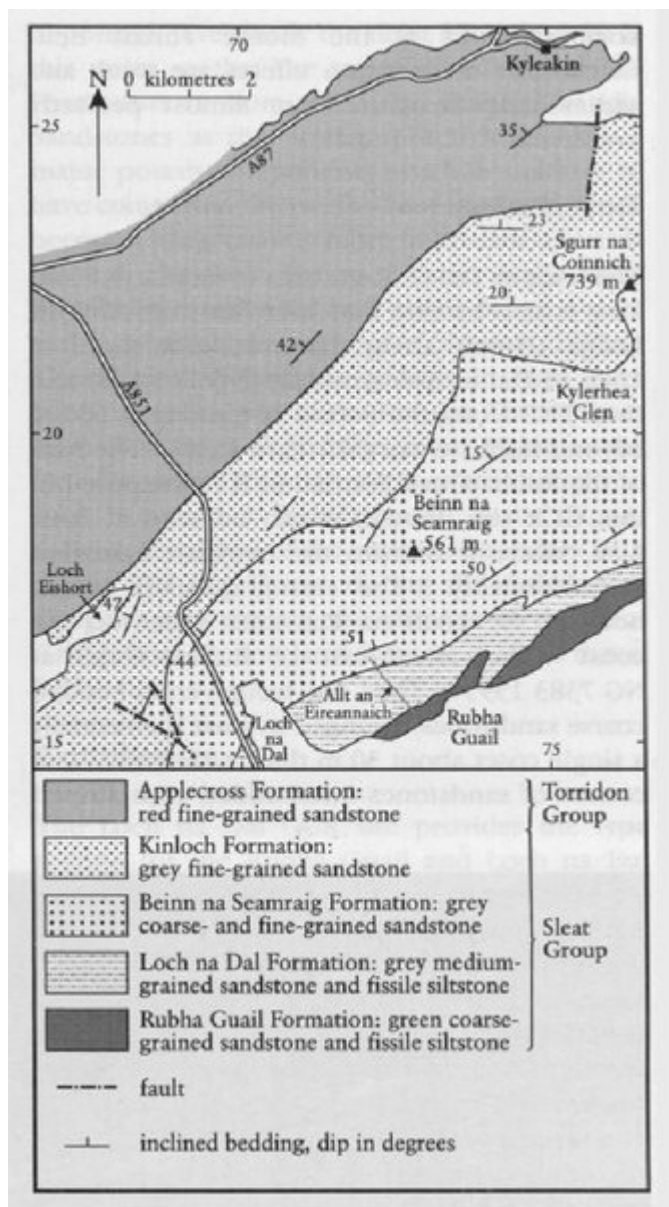 70
Kyleakin
N
0 kilometres 2
25
A87
35
23
Sgurr na
Coinnich
739 m
20
42
A851
Kylerhea
Glen
20
15
Beinn na
Seamraig
561 m
50
Loch
Eishort
47
44
51
Allt an
Eireannaich
Loch
na
Dal
Rubha
Guail
15
75
Applecross Formation:
red fine-grained sandstone
Torridon
Group
Kinloch Formation:
grey fine-grained sandstone
Beinn na Seamraig Formation: grey
coarse- and fine-grained sandstone
Sleat
Group
Loch na Dal Formation: grey medium-
grained sandstone and fissile siltstone
Rubha Guail Formation: green coarse-
grained sandstone and fissile siltstone
fault
inclined bedding, dip in degrees